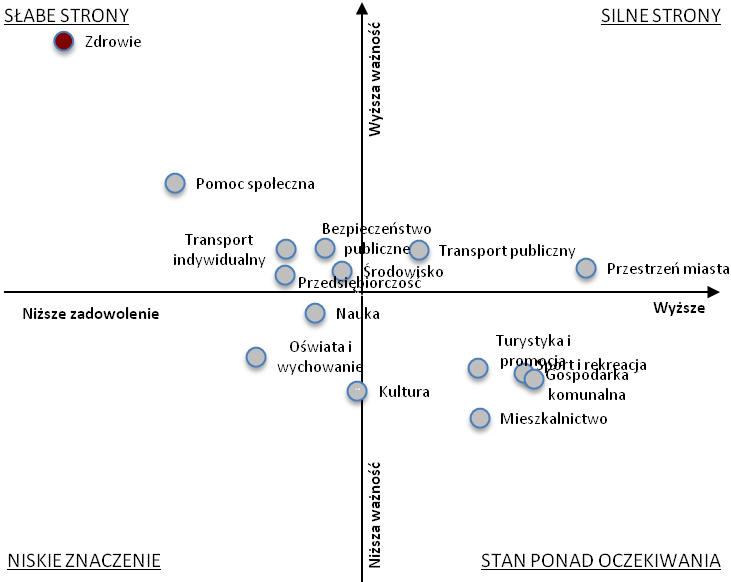 SŁABE STRONY
SILNE STRONY
Zdrowie
Wyższa ważność
Pomoc społeczna
Bezpieczeństwo
publiczne
Transport
indywidualny
Transport publiczny
Środowisko
Przestrzeń miasta
Przedsiębiorczość
Niższe zadowolenie
Wyższe
Nauka
Oświata i
wychowanie
Turystyka i
promocja
Sport i rekreacja
Gospodarka
komunalna
Kultura
Mieszkalnictwo
Niższa ważność
NISKIE ZNACZENIE
STAN PONAD OCZEKIWANIA